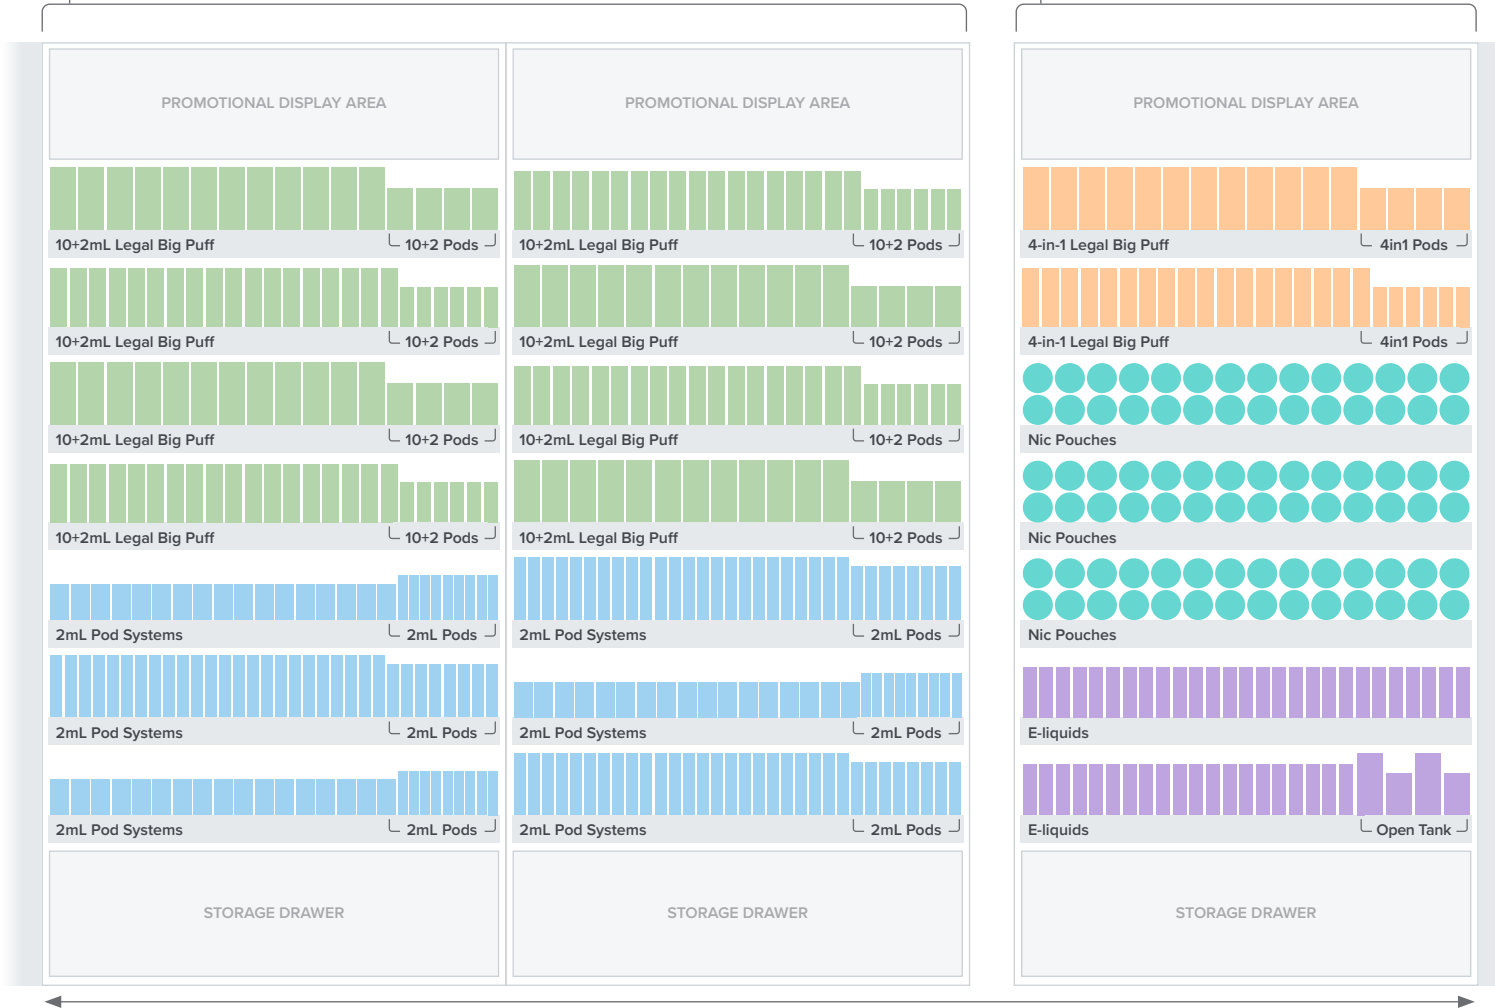 PROMOTIONAL DISPLAY AREA
10+2mL Legal Big Puff 10+2 Pods
10+2mL Legal Big Puff 10+2 Pods
10+2mL Legal Big Puff 10+2 Pods
10+2mL Legal Big Puff 10+2 Pods
2mL Pod Systems 2mL Pods
2mL Pod Systems 2mL Pods
2mL Pod Systems 2mL Pods
STORAGE DRAWER
PROMOTIONAL DISPLAY AREA
10+2mL Legal Big Puff 10+2 Pods
10+2mL Legal Big Puff 10+2 Pods
10+2mL Legal Big Puff 10+2 Pods
10+2mL Legal Big Puff 10+2 Pods
2mL Pod Systems 2mL Pods
2mL Pod Systems 2mL Pods
2mL Pod Systems 2mL Pods
STORAGE DRAWER
PROMOTIONAL DISPLAY AREA
4-in-1 Legal Big Puff 4in1 Pods
4-in-1 Legal Big Puff 4in1 Pods
Nic Pouches
Nic Pouches
Nic Pouches
E-liquids
E-liquids Open Tank
STORAGE DRAWER